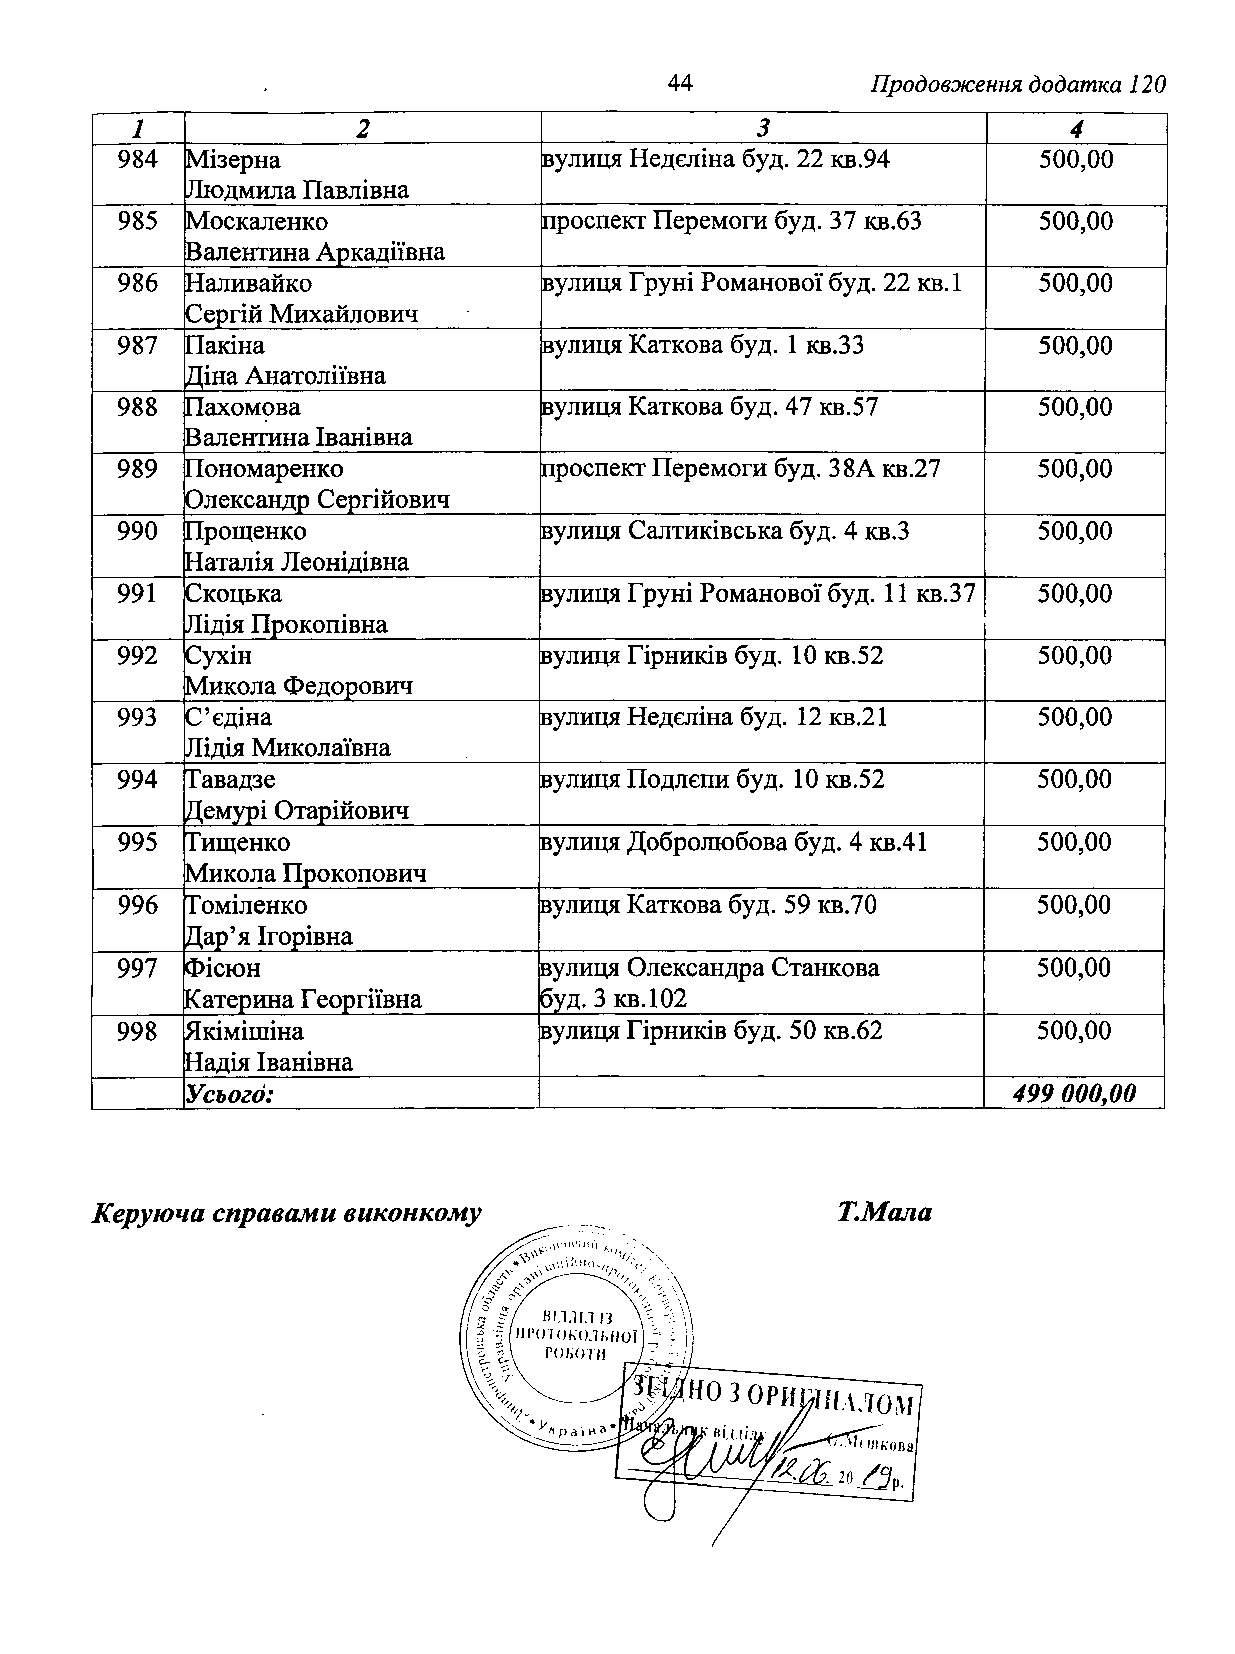 44 Продовження додатка 120
1 2 3 4
984 Мізерна вулиця Недєліна буд. 22 кв.94 500,00
Людмила Павлівна
985 Москаленко проспект Перемоги буд. 37 кв.63 500,00
Валентина Аркадіївна
986 Наливайко вулиця Груні Романової буд. 22 кв.1 500,00
Сергій Михайлович
987 Пакіна вулиця Каткова буд. 1 кв.33 500,00
Діна Анатоліївна
988 Пахомова вулиця Каткова буд. 47 кв.57 500,00
Валентина Іванівна
989 Пономаренко проспект Перемоги буд. 38А кв.27 500,00
Олександр Сергійович
990 Прощенко вулиця Салтиківська буд. 4 кв.3 500,00
Наталія Леонідівна
991 Скоцька вулиця Груні Романової буд. 11 кв.37 500,00
Лідія Прокопівна
992 Сухін вулиця Гірників буд. 10 кв.52 500,00
Микола Федорович
993 С’єдіна вулиця Недєліна буд. 12 кв.21 500,00
Лідія Миколаївна
994 Тавадзе вулиця Подлєпи буд. 10 кв.52 500,00
Демурі Отарійович
995 Тищенко вулиця Добролюбова буд. 4 кв.41 500,00
Микола Прокопович
996 Томіленко вулиця Каткова буд. 59 кв.70 500,00
Дар’я Ігорівна
997 Фісюн вулиця Олександра Станкова 500,00
Катерина Георгіївна буд. 3 кв.102
998 Якімішіна вулиця Гірників буд. 50 кв.62 500,00
Надія Іванівна
Усього: 499 000,00
Керуюча справами виконкому Т.Мала
ВІДДІЛ ІЗ
ПРОТОКОЛЬНОЇ
РОБОТИ
Україна
ЗГІДНО З ОРИГІНАЛОМ
Начальник відділу
12.06. 2019р.